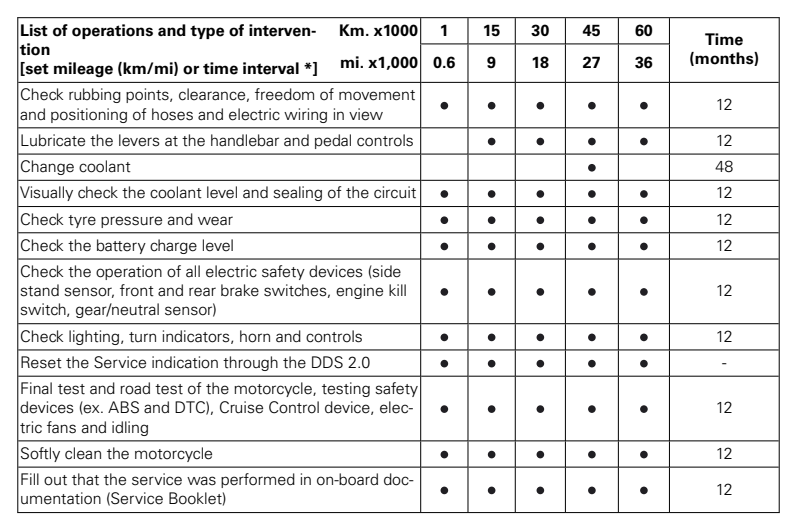 List of operations and type of interven- Km. x1000 1 15 30 45 60 Time
tion
[set mileage (km/mi) or time interval *] mi. x1,000 0.6 9 18 27 36 (months)
Check rubbing points, clearance, freedom of movement
and positioning of hoses and electric wiring in view ● ● ● ● ● 12
Lubricate the levers at the handlebar and pedal controls ● ● ● ● 12
Change coolant ● 48
Visually check the coolant level and sealing of the circuit ● ● ● ● ● 12
Check tyre pressure and wear ● ● ● ● ● 12
Check the battery charge level ● ● ● ● ● 12
Check the operation of all electric safety devices (side
stand sensor, front and rear brake switches, engine kill ● ● ● ● ● 12
switch, gear/neutral sensor)
Check lighting, turn indicators, horn and controls ● ● ● ● ● 12
Reset the Service indication through the DDS 2.0 ● ● ● ● ● -
Final test and road test of the motorcycle, testing safety
devices (ex. ABS and DTC), Cruise Control device, elec- ● ● ● ● ● 12
tric fans and idling
Softly clean the motorcycle ● ● ● ● ● 12
Fill out that the service was performed in on-board doc- ● ● ● ● ● 12
umentation (Service Booklet)